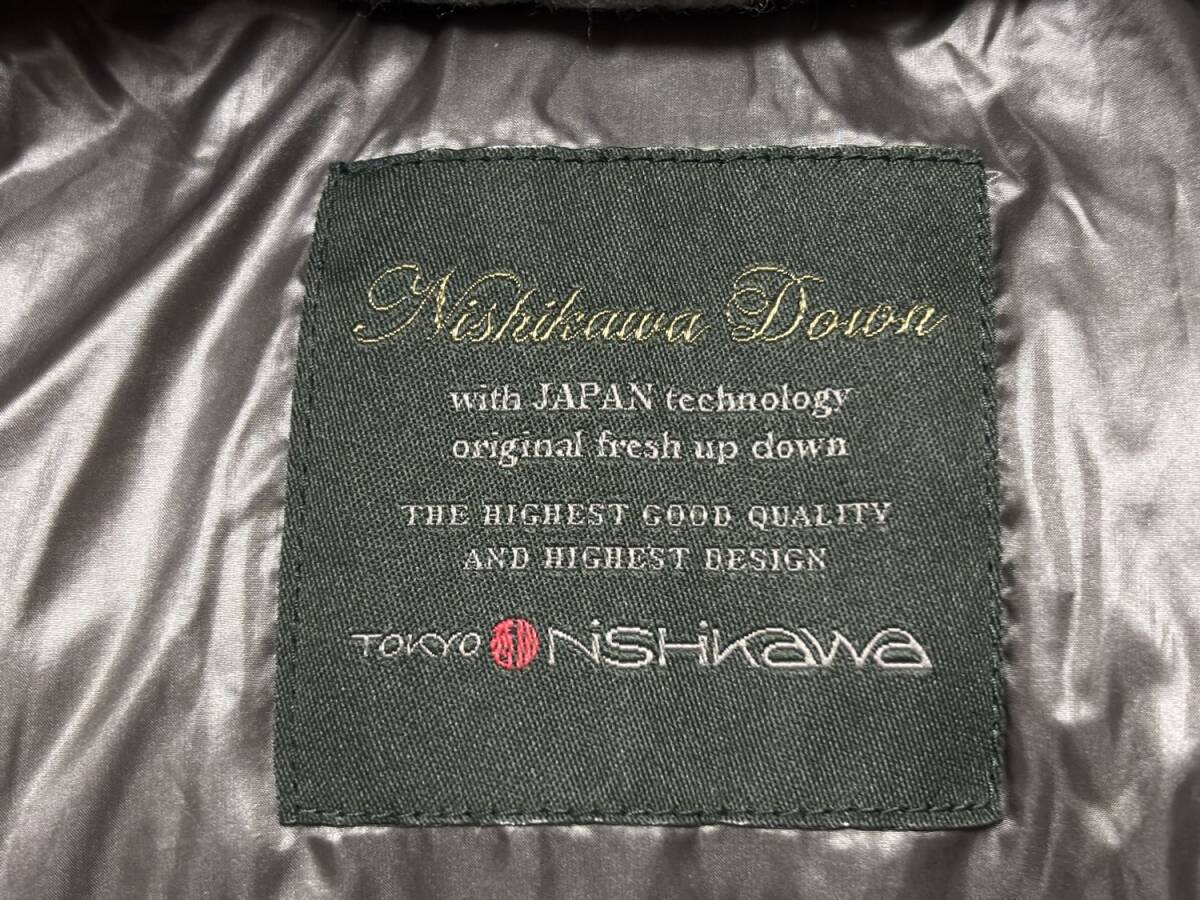 Nishikawa Down
with JAPAN technology
original fresh up down
THE HIGHEST GOOD QUALITY
AND HIGHEST DESIGN
TOKYO NiSHiKaWa